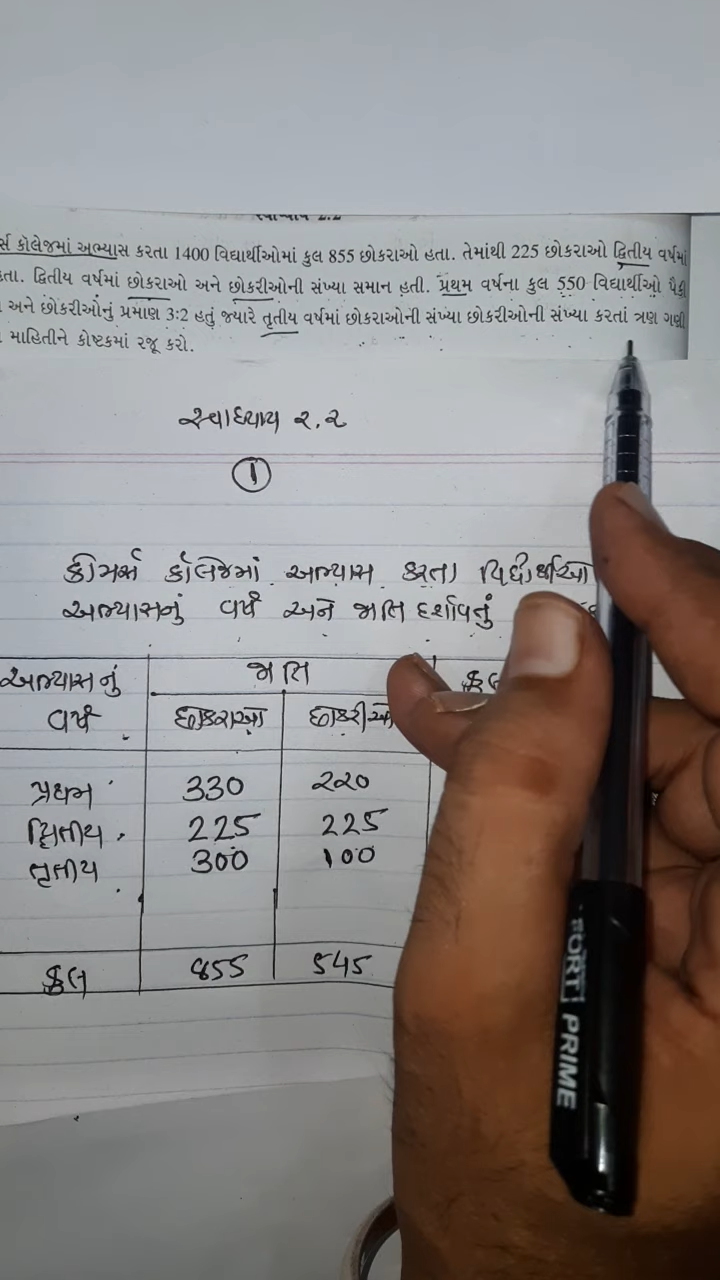 કૉલેજમાં અભ્યાસ કરતા 1400 વિદ્યાર્થીઓમાં કુલ 855 છોકરાઓ હતા. તેમાંથી 225 છોકરાઓ દ્વિતીય વર્ષમાં
દ્વિતીય વર્ષમાં છોકરાઓ અને છોકરીઓની સંખ્યા સમાન હતી. પ્રથમ વર્ષના કુલ 550 વિદ્યાર્થીઓ પૈકી
અને છોકરીઓનું પ્રમાણ 3:2 હતું જ્યારે તૃતીય વર્ષમાં છોકરાઓની સંખ્યા છોકરીઓની સંખ્યા કરતાં ત્રણ ગણી
માહિતીને કોષ્ટકમાં રજૂ કરો.
સ્વાધ્યાય ૨.૨
1
કોમર્સ કૉલેજમાં અભ્યાસ કરતા
અભ્યાસનું વર્ષ અને જાતિ દર્શાવતું
અભ્યાસનું જાતિ
વર્ષ છોકરાઓ
પ્રથમ 330 ૨૨૦
દ્વિતીય 225 225
તૃતીય 300 100
કુલ 855 545
FORT PRIME